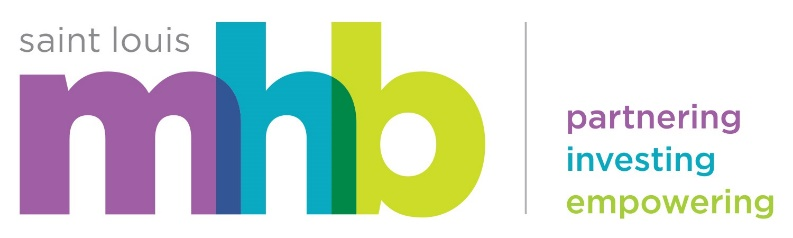 saint louis
mhb
partnering
investing
empowering